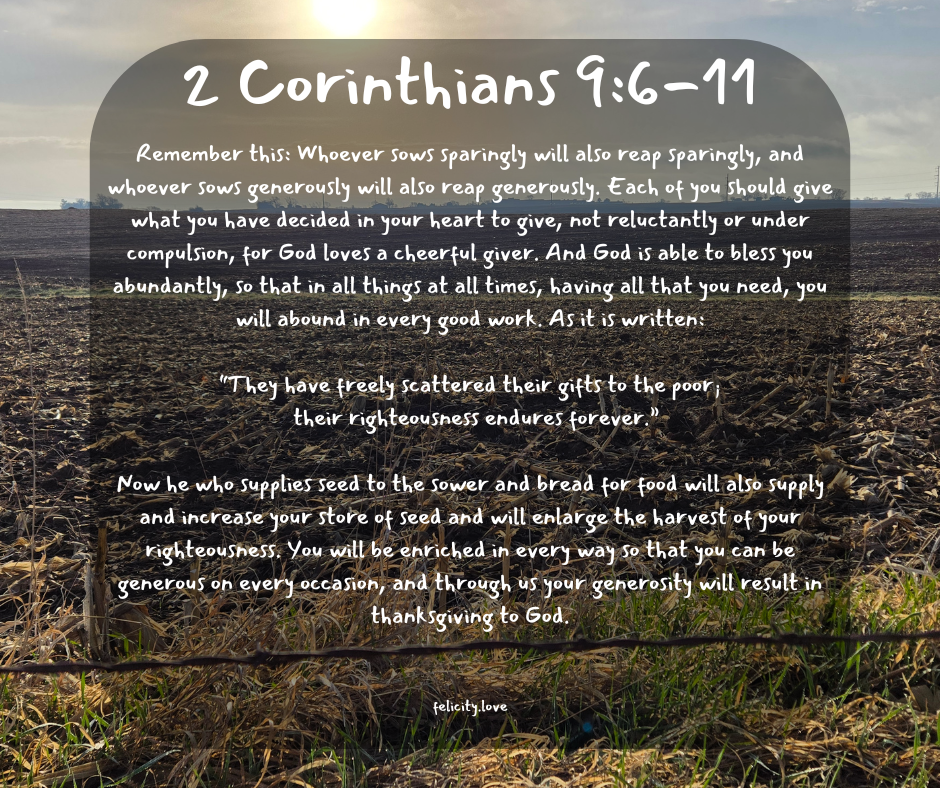 2 Corinthians 9:6-11
Remember this: Whoever sows sparingly will also reap sparingly, and
whoever sows generously will also reap generously. Each of you should give
what you have decided in your heart to give, not reluctantly or under
compulsion, for God loves a cheerful giver. And God is able to bless you
abundantly, so that in all things at all times, having all that you need, you
will abound in every good work. As it is written:
"They have freely scattered their gifts to the poor;
their righteousness endures forever."
Now he who supplies seed to the sower and bread for food will also supply
and increase your store of seed and will enlarge the harvest of your
righteousness. You will be enriched in every way so that you can be
generous on every occasion, and through us your generosity will result in
thanksgiving to God.
felicity.love